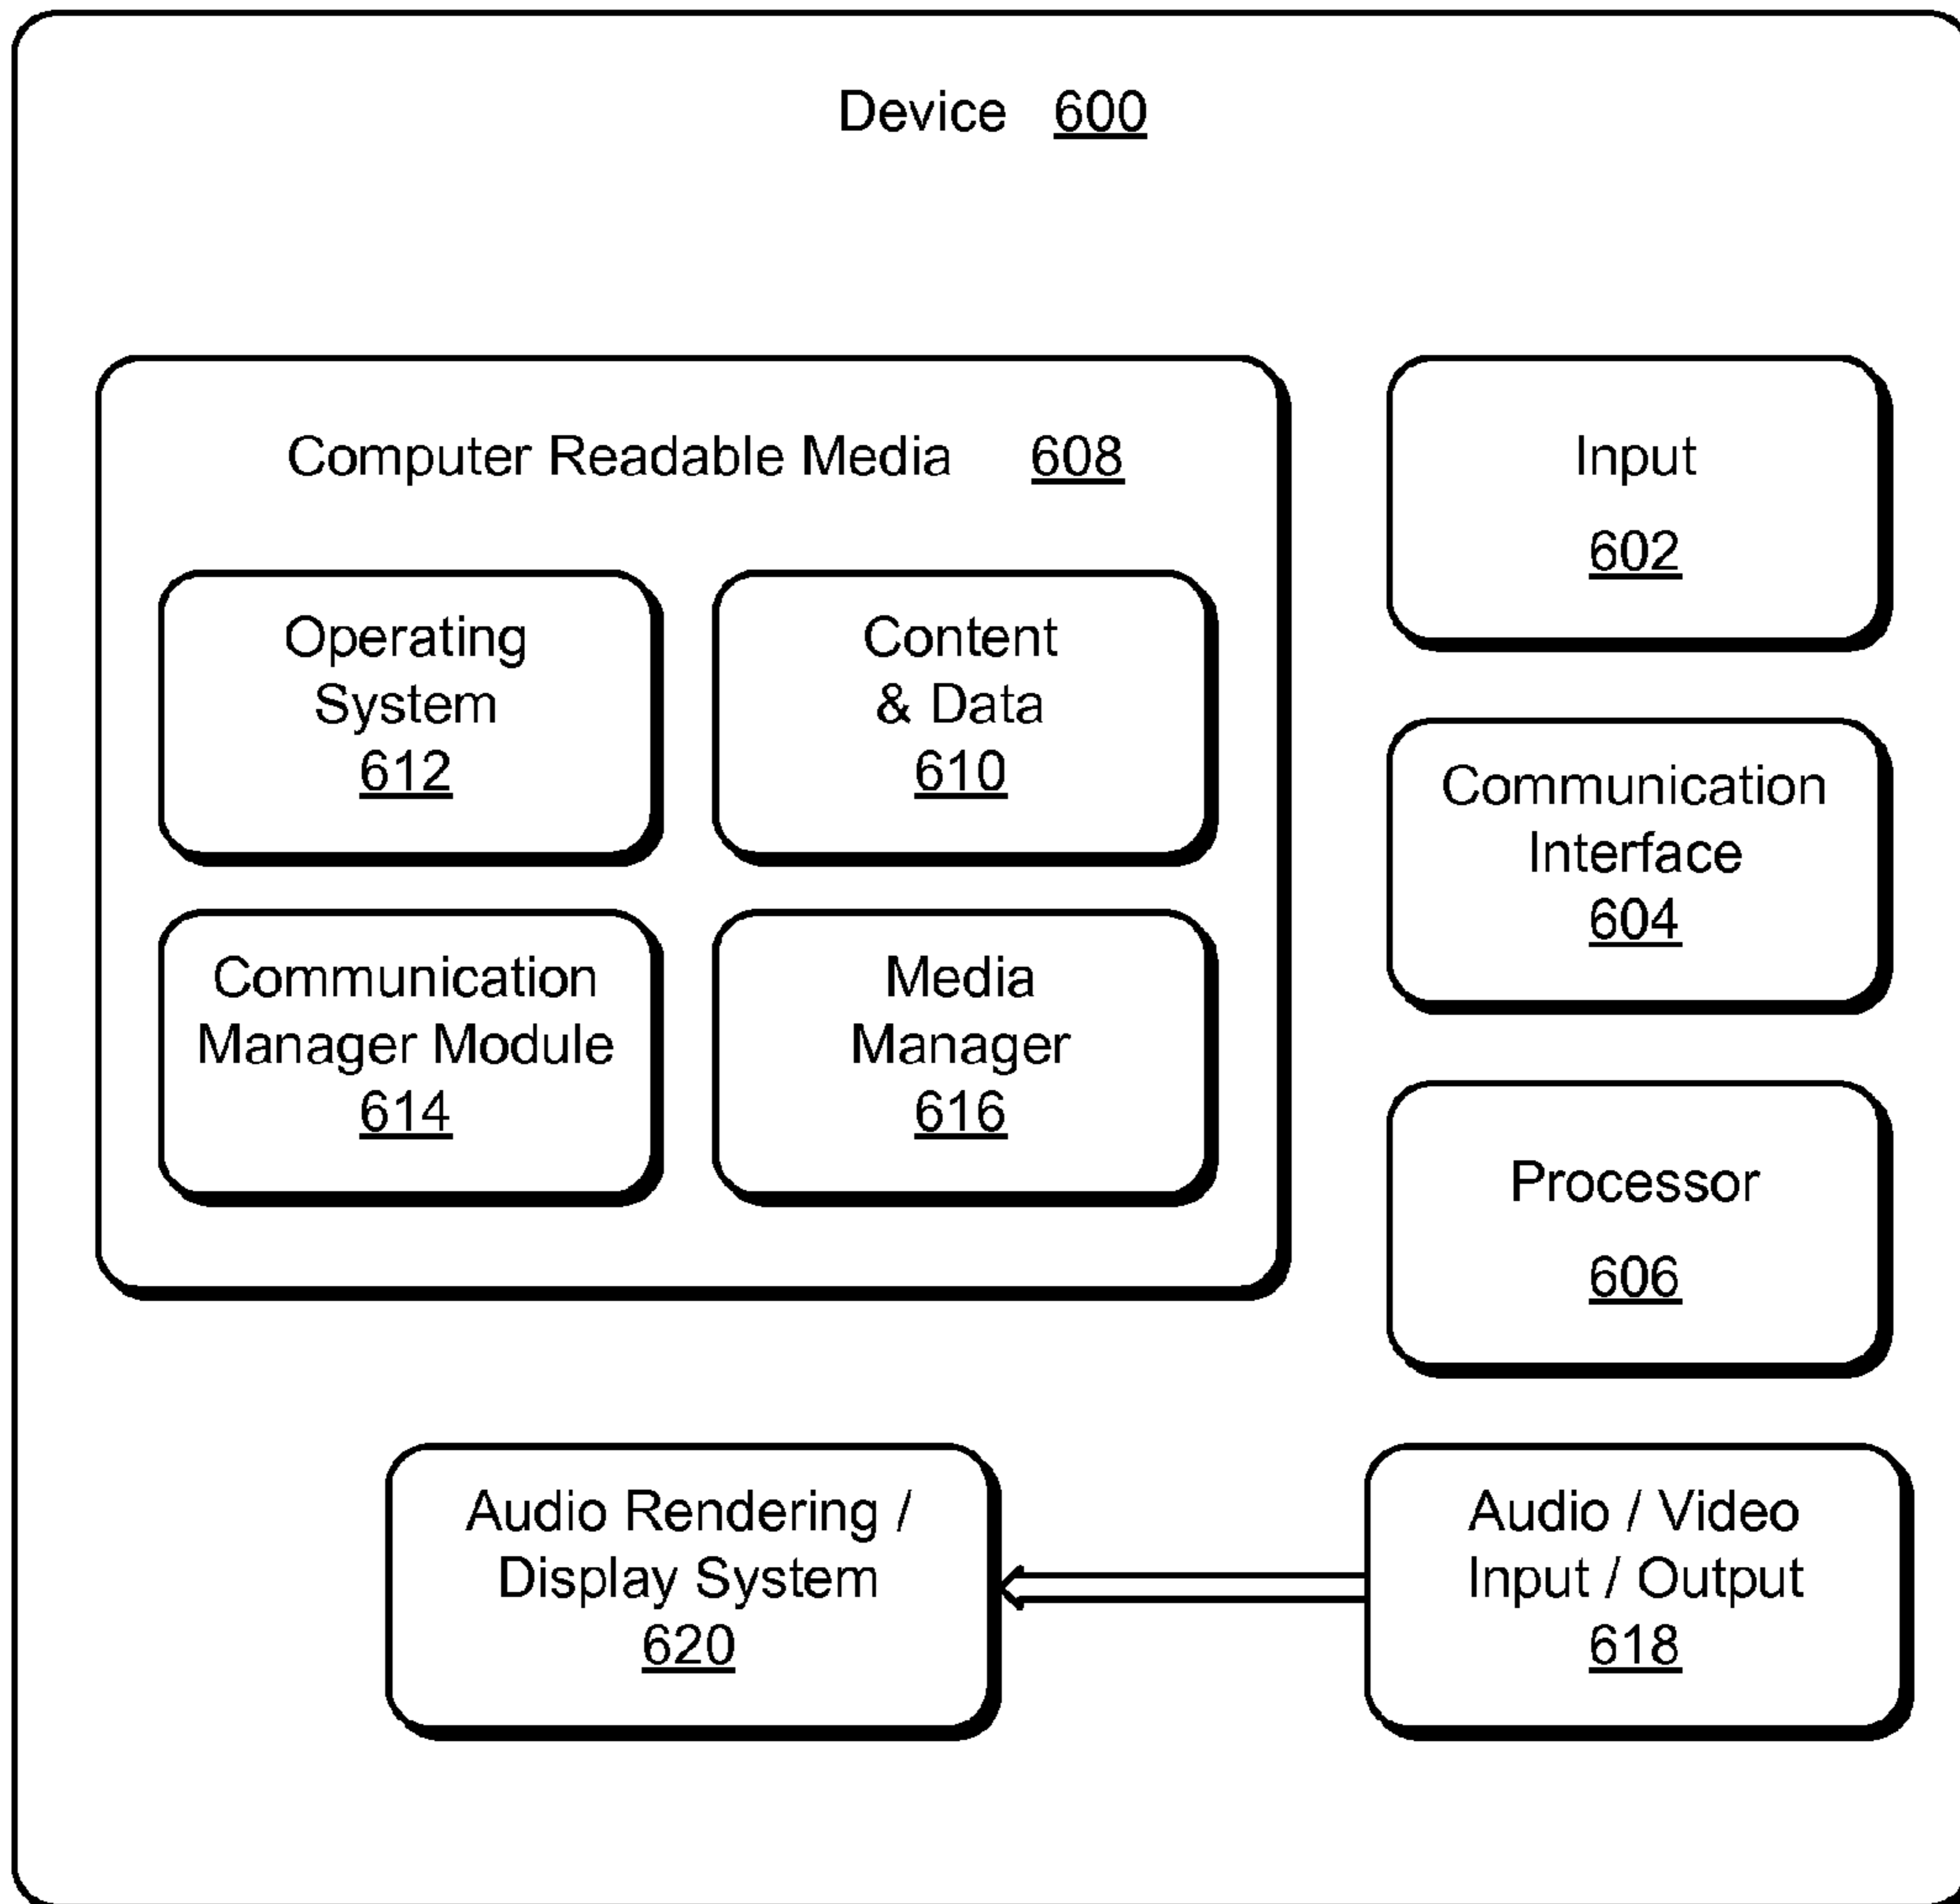 Device 600
Computer Readable Media 608
Operating
System
612
Content
& Data
610
Communication
Manager Module
614
Media
Manager
616
Input
602
Communication
Interface
604
Processor
606
Audio Rendering /
Display System
620
Audio / Video
Input / Output
618